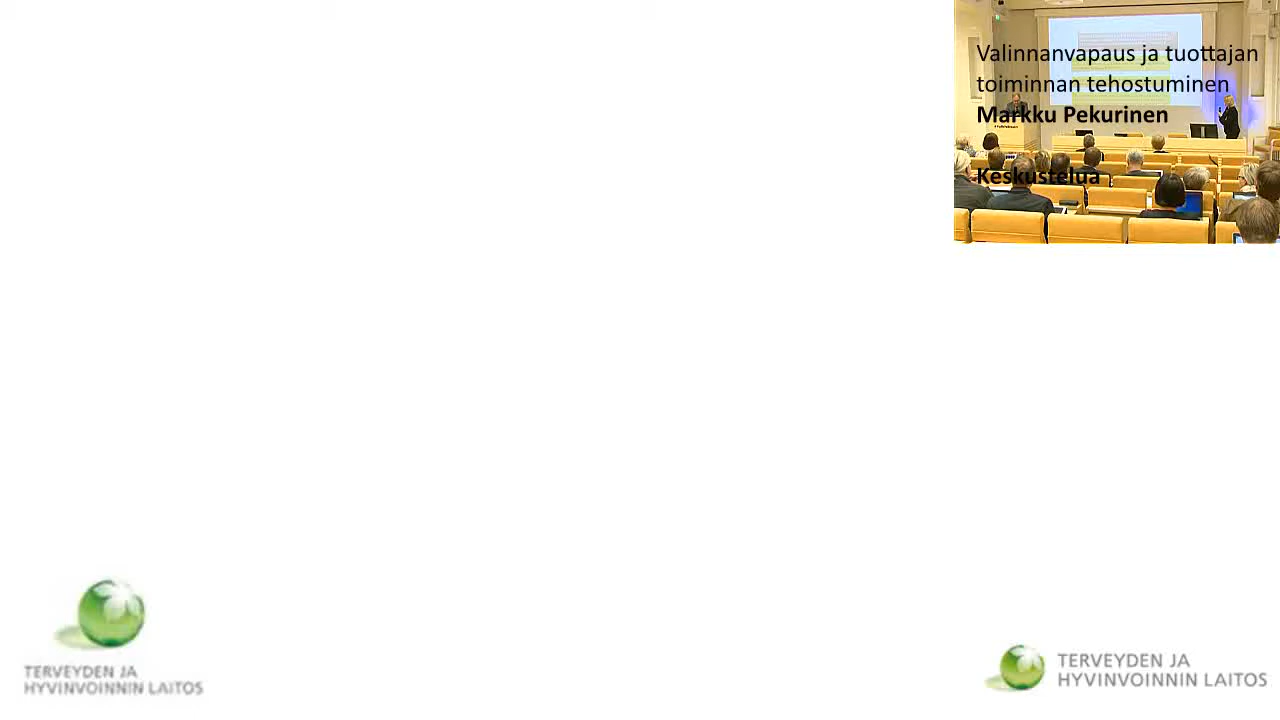 Valinnanvapaus ja tuottajan
toiminnan tehostuminen
Markku Pekurinen
Keskustelua
TERVEYDEN JA
HYVINVOINNIN LAITOS
TERVEYDEN JA
HYVINVOINNIN LAITOS